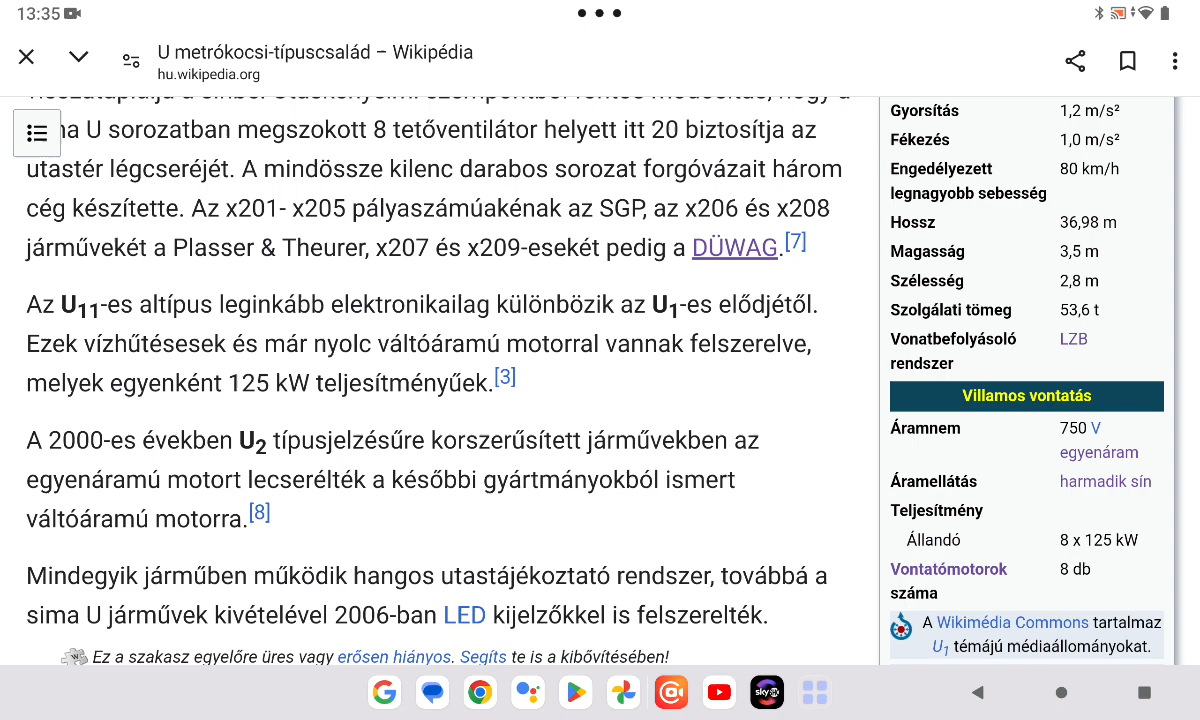 13:35
U metrókocsi-típuscsalád – Wikipédia
hu.wikipedia.org
U sorozatban megszokott 8 tetőventilátor helyett itt 20 biztosítja az
utastér légcseréjét. A mindössze kilenc darabos sorozat forgóvázait három
cég készítette. Az x201- x205 pályaszámúakénak az SGP, az x206 és x208
járművekét a Plasser & Theurer, x207 és x209-esekét pedig a DÜWAG.[7]
Az U11-es altípus leginkább elektronikailag különbözik az U1-es elődjétől.
Ezek vízhűtésesek és már nyolc váltóáramú motorral vannak felszerelve,
melyek egyenként 125 kW teljesítményűek.[3]
A 2000-es években U2 típusjelzésűre korszerűsített járművekben az
egyenáramú motort lecserélték a későbbi gyártmányokból ismert
váltóáramú motorra.[8]
Mindegyik járműben működik hangos utastájékoztató rendszer, továbbá a
sima U járművek kivételével 2006-ban LED kijelzőkkel is felszerelték.
Ez a szakasz egyelőre üres vagy erősen hiányos. Segíts te is a kibővítésében!
Gyorsítás 1,2 m/s²
Fékezés 1,0 m/s²
Engedélyezett 80 km/h
legnagyobb sebesség
Hossz 36,98 m
Magasság 3,5 m
Szélesség 2,8 m
Szolgálati tömeg 53,6 t
Vonatbefolyásoló LZB
rendszer
Villamos vontatás
Áramnem 750 V
egyenáram
Áramellátás harmadik sín
Teljesítmény
Állandó 8 x 125 kW
Vontatómotorok 8 db
száma
A Wikimédia Commons tartalmaz
U1 témájú médiaállományokat.
sky